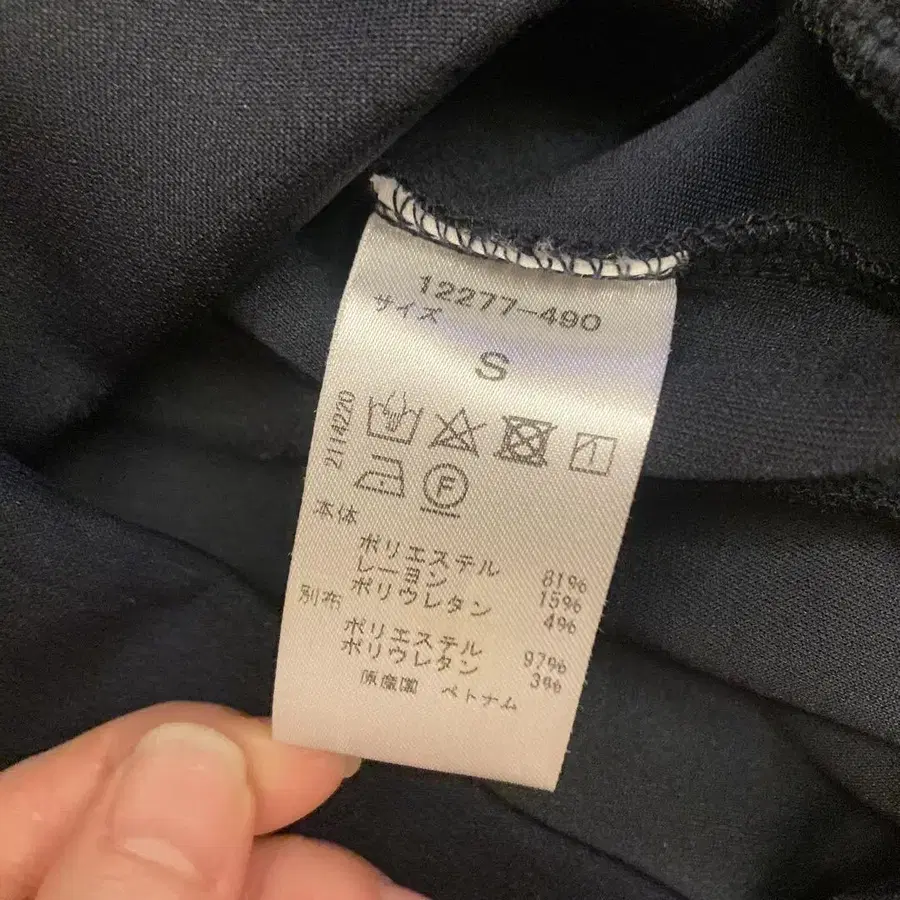 12277-490
サイズ
S
2114220
P
本体
ポリエステル 81%
レーヨン 15%
ポリウレタン 4%
別布
ポリエステル 97%
ポリウレタン 3%
原産国 ベトナム